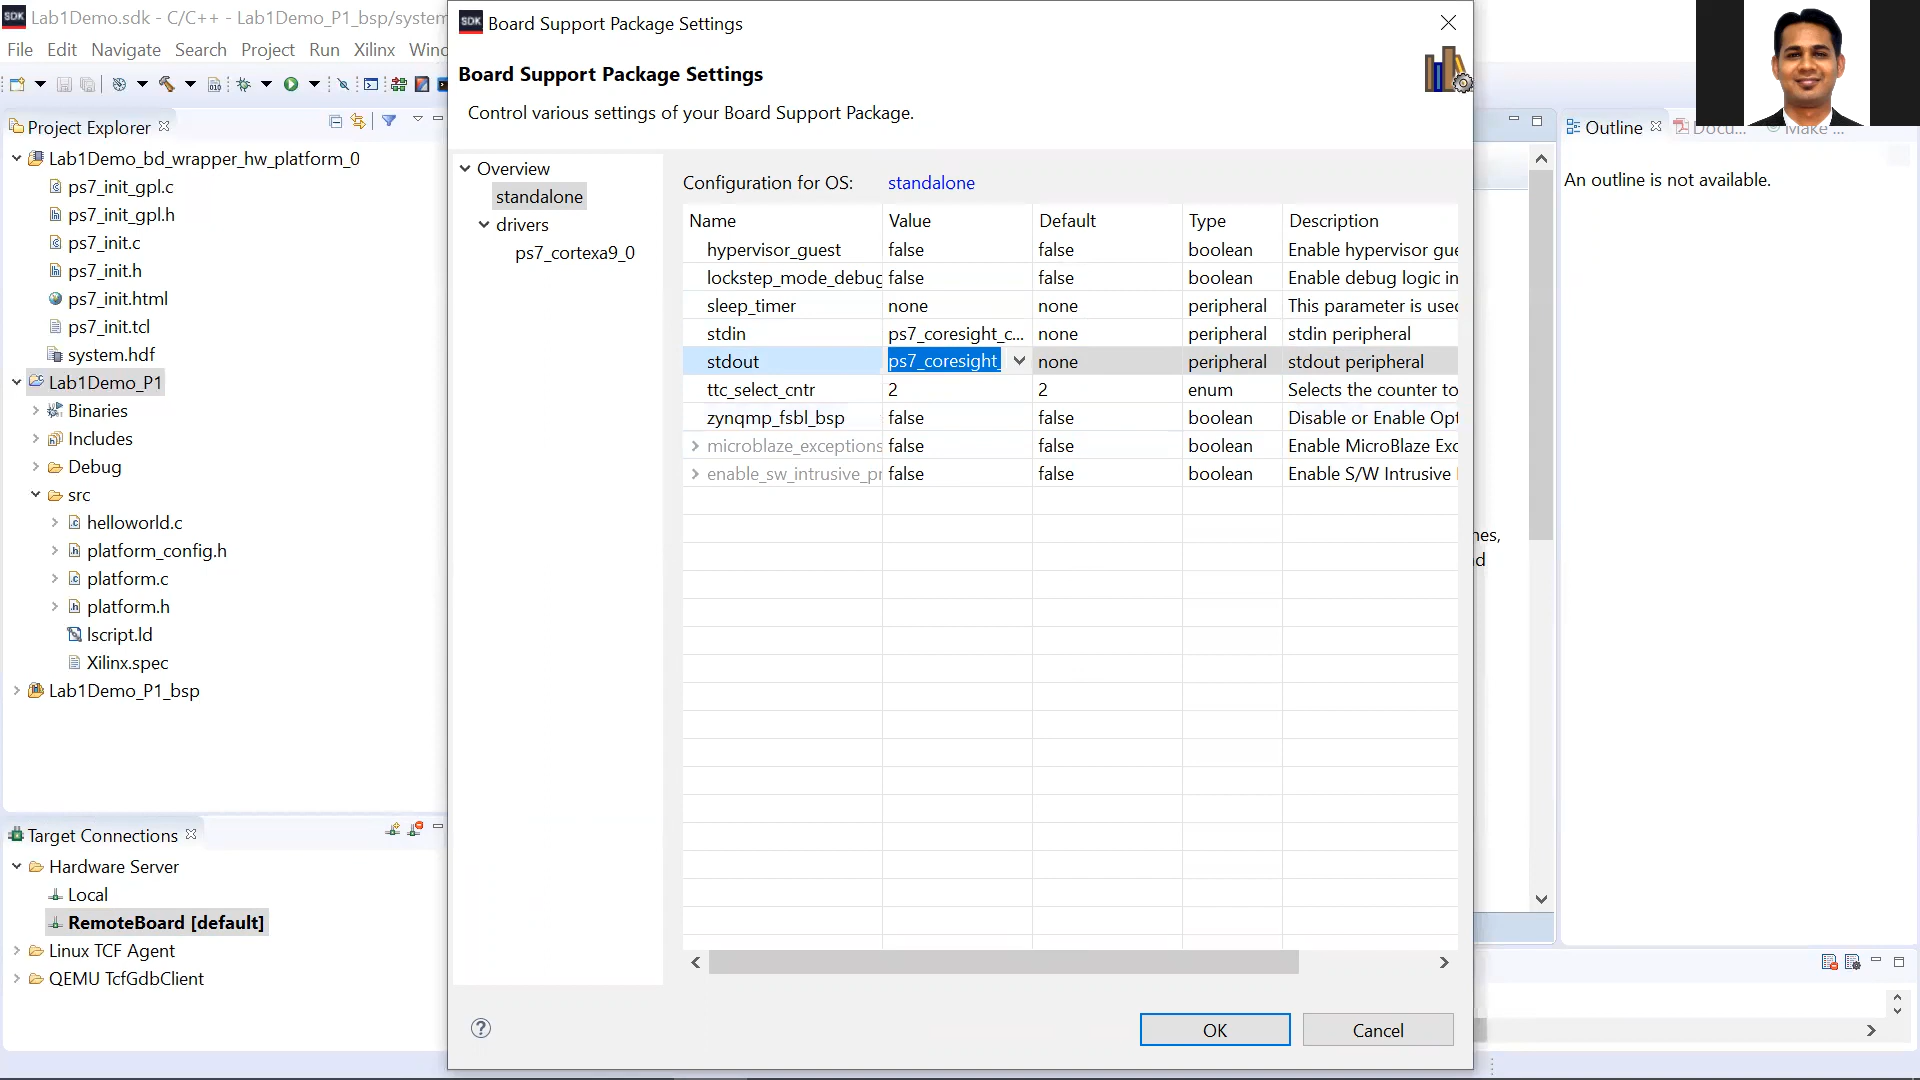 Lab1Demo.sdk - C/C++ - Lab1Demo_P1_bsp/system
File Edit Navigate Search Project Run Xilinx Wind
Project Explorer
Lab1Demo_bd_wrapper_hw_platform_0
ps7_init_gpl.c
ps7_init_gpl.h
ps7_init.c
ps7_init.h
ps7_init.html
ps7_init.tcl
system.hdf
Lab1Demo_P1
Binaries
Includes
Debug
src
helloworld.c
platform_config.h
platform.c
platform.h
lscript.ld
Xilinx.spec
Lab1Demo_P1_bsp
Target Connections
Hardware Server
Local
RemoteBoard [default]
Linux TCF Agent
QEMU TcfGdbClient
SDK Board Support Package Settings
Board Support Package Settings
Control various settings of your Board Support Package.
Overview
standalone
drivers
ps7_cortexa9_0
Configuration for OS: standalone
Name Value Default Type Description
hypervisor_guest false false boolean Enable hypervisor gue
lockstep_mode_debug false false boolean Enable debug logic in
sleep_timer none none peripheral This parameter is used
stdin ps7_coresight_c... none peripheral stdin peripheral
stdout ps7_coresight_ none peripheral stdout peripheral
ttc_select_cntr 2 2 enum Selects the counter to
zynqmp_fsbl_bsp false false boolean Disable or Enable Opt
microblaze_exceptions false false boolean Enable MicroBlaze Exc
enable_sw_intrusive_pr false false boolean Enable S/W Intrusive
OK Cancel
Outline Docu... Make ...
An outline is not available.
nes,
d